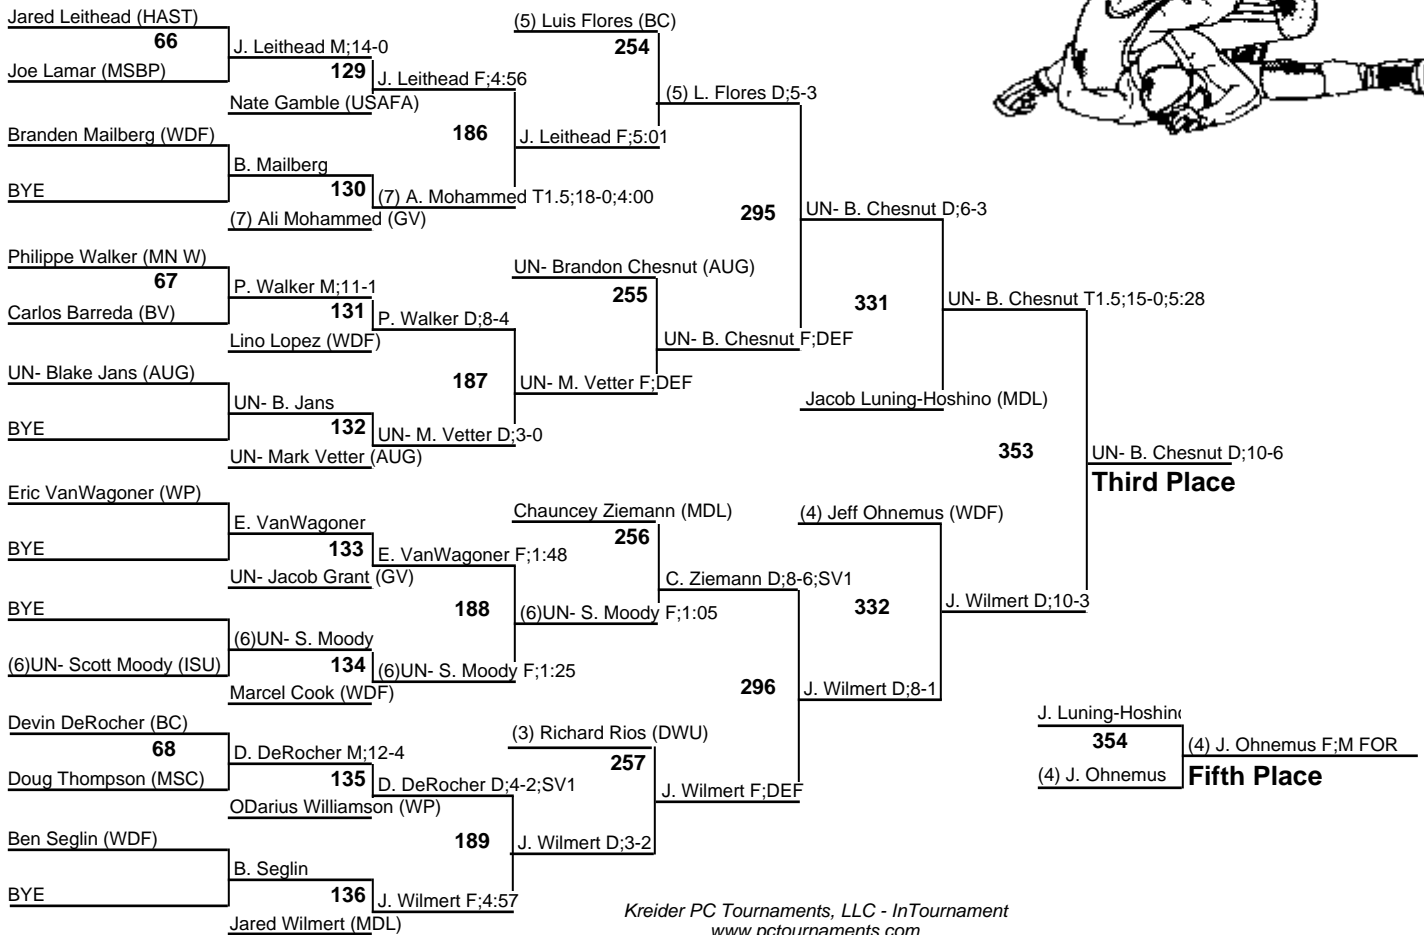 Jared Leithead (HAST)
66
Joe Lamar (MSBP)
J. Leithead M;14-0
129
Nate Gamble (USAFA)
J. Leithead F;4:56
Branden Mailberg (WDF)
BYE
B. Mailberg
130
(7) Ali Mohammed (GV)
(7) A. Mohammed T1.5;18-0;4:00
186
J. Leithead F;5:01
(5) Luis Flores (BC)
254
(5) L. Flores D;5-3
Philippe Walker (MN W)
67
Carlos Barreda (BV)
P. Walker M;11-1
131
Lino Lopez (WDF)
P. Walker D;8-4
UN- Blake Jans (AUG)
BYE
UN- B. Jans
132
UN- Mark Vetter (AUG)
UN- M. Vetter D;3-0
187
UN- M. Vetter F;DEF
UN- Brandon Chesnut (AUG)
255
UN- B. Chesnut F;DEF
295
UN- B. Chesnut D;6-3
331
Jacob Luning-Hoshino (MDL)
UN- B. Chesnut T1.5;15-0;5:28
Eric VanWagoner (WP)
BYE
E. VanWagoner
133
UN- Jacob Grant (GV)
E. VanWagoner F;1:48
BYE
(6)UN- Scott Moody (ISU)
(6)UN- S. Moody
134
Marcel Cook (WDF)
(6)UN- S. Moody F;1:25
188
(6)UN- S. Moody F;1:05
Chauncey Ziemann (MDL)
256
C. Ziemann D;8-6;SV1
Devin DeRocher (BC)
68
Doug Thompson (MSC)
D. DeRocher M;12-4
135
ODarius Williamson (WP)
D. DeRocher D;4-2;SV1
Ben Seglin (WDF)
BYE
B. Seglin
136
Jared Wilmert (MDL)
J. Wilmert F;4:57
189
J. Wilmert D;3-2
(3) Richard Rios (DWU)
257
J. Wilmert F;DEF
296
J. Wilmert D;8-1
(4) Jeff Ohnemus (WDF)
332
J. Wilmert D;10-3
353
UN- B. Chesnut D;10-6
Third Place
J. Luning-Hoshino
354
(4) J. Ohnemus
(4) J. Ohnemus F;M FOR
Fifth Place
Kreider PC Tournaments, LLC - InTournament
www.pctournaments.com